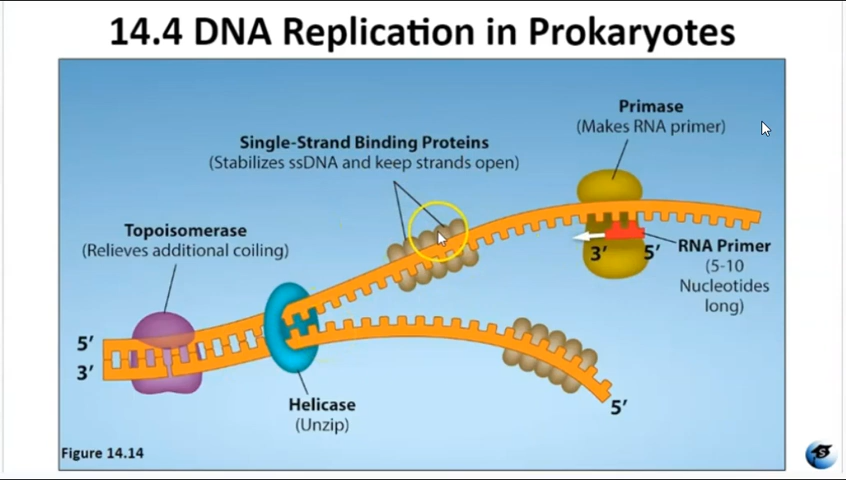 14.4 DNA Replication in Prokaryotes
Primase
(Makes RNA primer)
Single-Strand Binding Proteins
(Stabilizes ssDNA and keep strands open)
Topoisomerase
(Relieves additional coiling)
3’
5’
RNA Primer
(5-10
Nucleotides
long)
5’
3’
Helicase
(Unzip)
5’
Figure 14.14